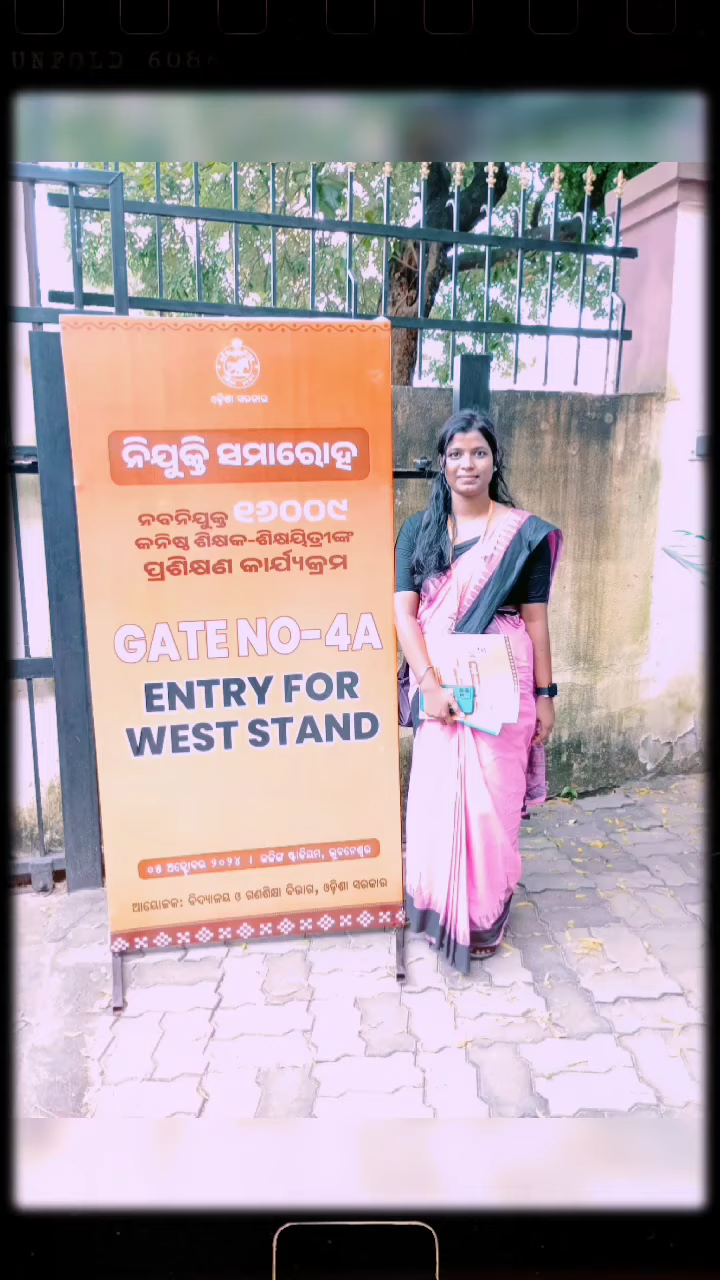 UNFOLD 608
ଓଡ଼ିଶା ସରକାର
ନିଯୁକ୍ତି ସମାରୋହ
ନବନିଯୁକ୍ତ ୧୬୦୦୯
କନିଷ୍ଠ ଶିକ୍ଷକ-ଶିକ୍ଷୟିତ୍ରୀଙ୍କ
ପ୍ରଶିକ୍ଷଣ କାର୍ଯ୍ୟକ୍ରମ
GATE NO-4A
ENTRY FOR
WEST STAND
୦୫ ଅକ୍ଟୋବର ୨୦୨୪ । କଳିଙ୍ଗ ଷ୍ଟାଡିୟମ, ଭୁବନେଶ୍ୱର
ଆୟୋଜକ: ବିଦ୍ୟାଳୟ ଓ ଗଣଶିକ୍ଷା ବିଭାଗ, ଓଡ଼ିଶା ସରକାର